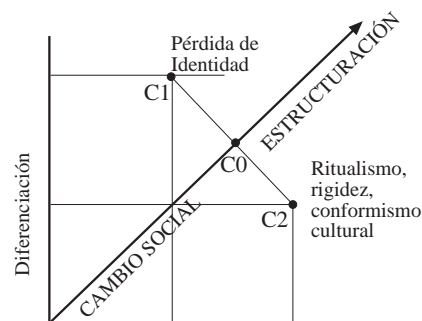 Pérdida de
Identidad
C1
ESTRUCTURACIÓN
C0
Ritualismo,
rigidez,
conformismo
cultural
C2
Diferenciación
CAMBIO SOCIAL